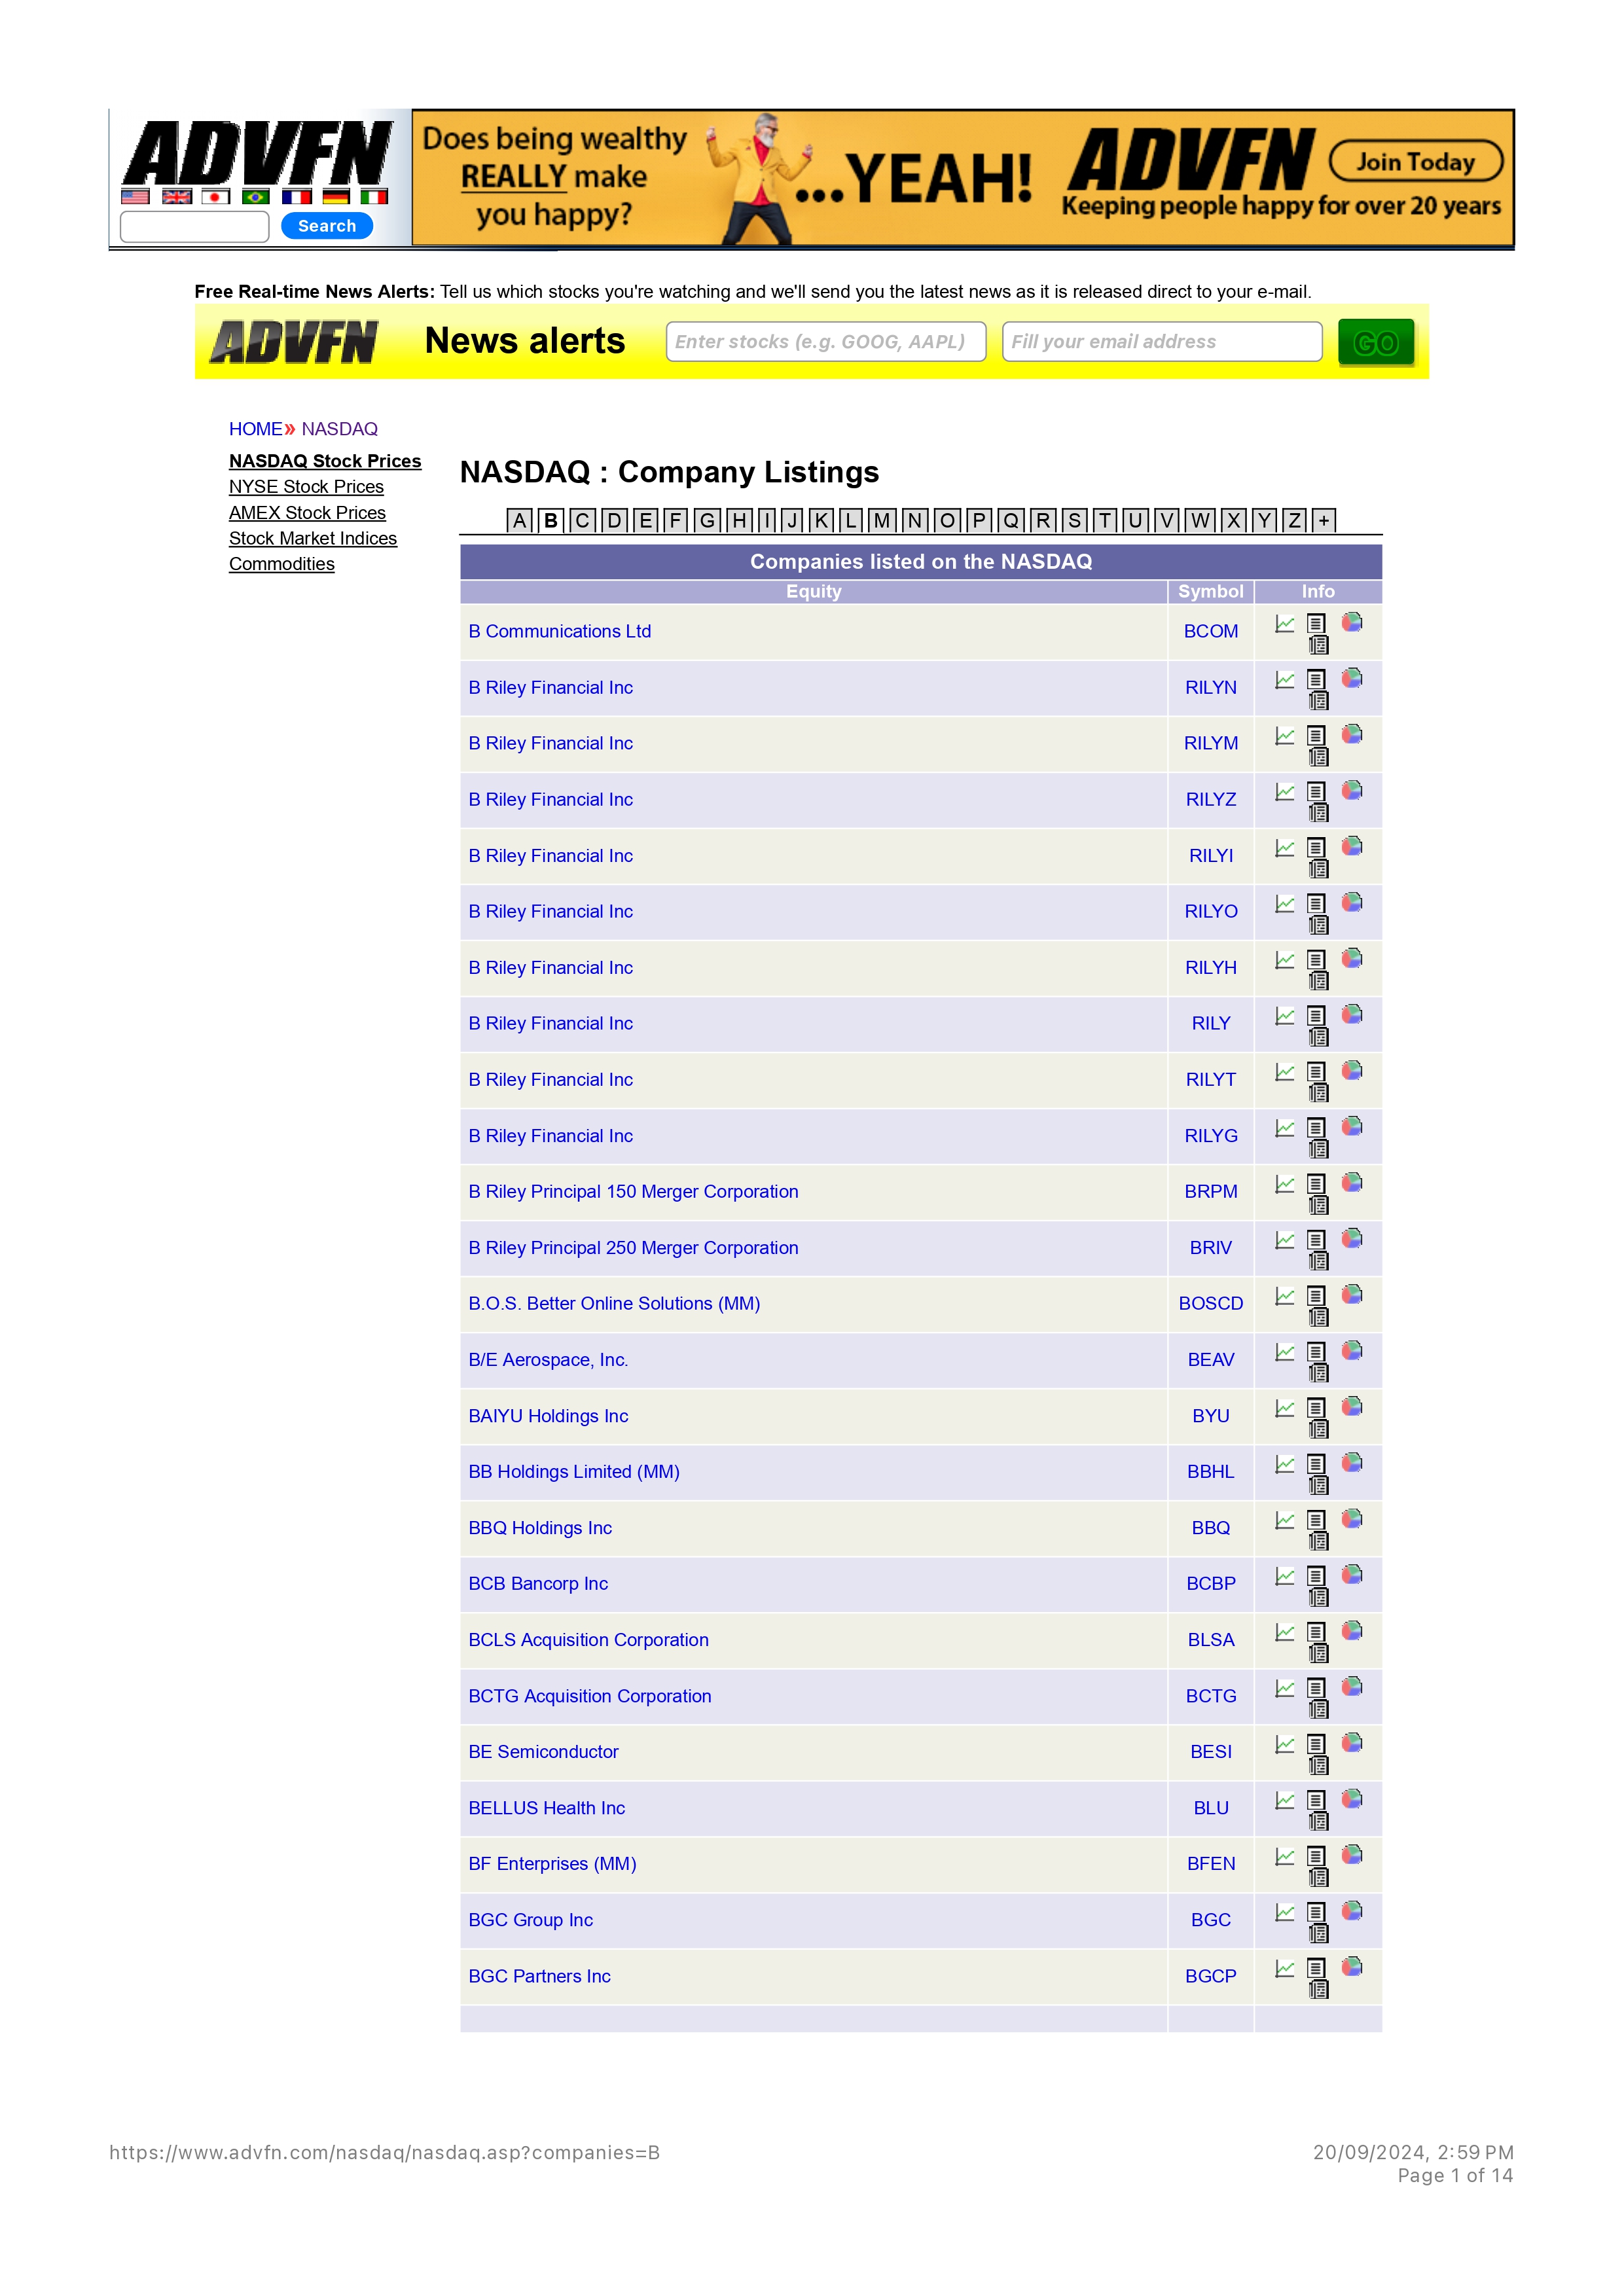 ADVFN
Search
Does being wealthy
REALLY make
you happy?
...YEAH!
ADVFN
Join Today
Keeping people happy for over 20 years
Free Real-time News Alerts: Tell us which stocks you're watching and we'll send you the latest news as it is released direct to your e-mail.
ADVFN News alerts Enter stocks (e.g. GOOG, AAPL) Fill your email address GO
HOME» NASDAQ
NASDAQ Stock Prices
NYSE Stock Prices
AMEX Stock Prices
Stock Market Indices
Commodities
NASDAQ : Company Listings
A B C D E F G H I J K L M N O P Q R S T U V W X Y Z +
Companies listed on the NASDAQ
Equity Symbol Info
B Communications Ltd BCOM
B Riley Financial Inc RILYN
B Riley Financial Inc RILYM
B Riley Financial Inc RILYZ
B Riley Financial Inc RILYI
B Riley Financial Inc RILYO
B Riley Financial Inc RILYH
B Riley Financial Inc RILY
B Riley Financial Inc RILYT
B Riley Financial Inc RILYG
B Riley Principal 150 Merger Corporation BRPM
B Riley Principal 250 Merger Corporation BRIV
B.O.S. Better Online Solutions (MM) BOSCD
B/E Aerospace, Inc. BEAV
BAIYU Holdings Inc BYU
BB Holdings Limited (MM) BBHL
BBQ Holdings Inc BBQ
BCB Bancorp Inc BCBP
BCLS Acquisition Corporation BLSA
BCTG Acquisition Corporation BCTG
BE Semiconductor BESI
BELLUS Health Inc BLU
BF Enterprises (MM) BFEN
BGC Group Inc BGC
BGC Partners Inc BGCP
https://www.advfn.com/nasdaq/nasdaq.asp?companies=B
20/09/2024, 2:59 PM
Page 1 of 14